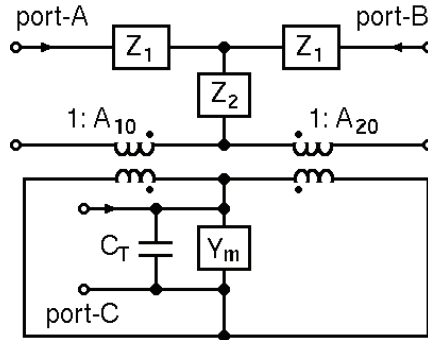 port-A
port-B
Z1
Z1
Z2
1: A10
1: A20
CT
Ym
port-C